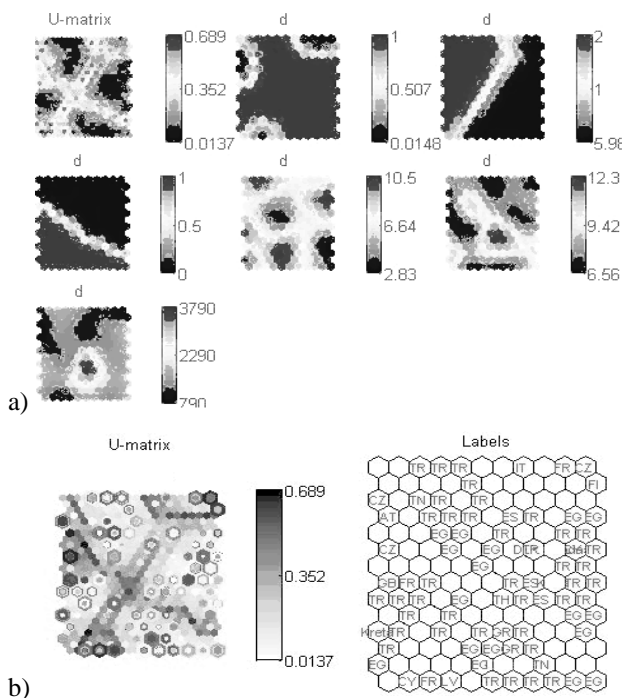 U-matrix d d
0.689 1 2
0.352 0.507 1
0.0137 0.0148 5.98
d d d
1 10.5 12.3
0.5 6.64 9.42
0 2.83 6.56
d
3790
2290
790
a)
U-matrix Labels
0.689
0.352
0.0137
TR TR TR IT FR CZ
TR FI
CZ TN TR TR
AT TR TR TR ES TR EG EG
EG EG TR TR TR
CZ EG EG TR
EG TR TR
GB FR TR TR TR TR
TR TR TR EG TH TR ES TR TR
TR TR TR TR
Kreta TR TR TR GR TR EG
TR EG EG GR TR
EG EG TN
CY FR LV TR TR TR TR EG EG
b)